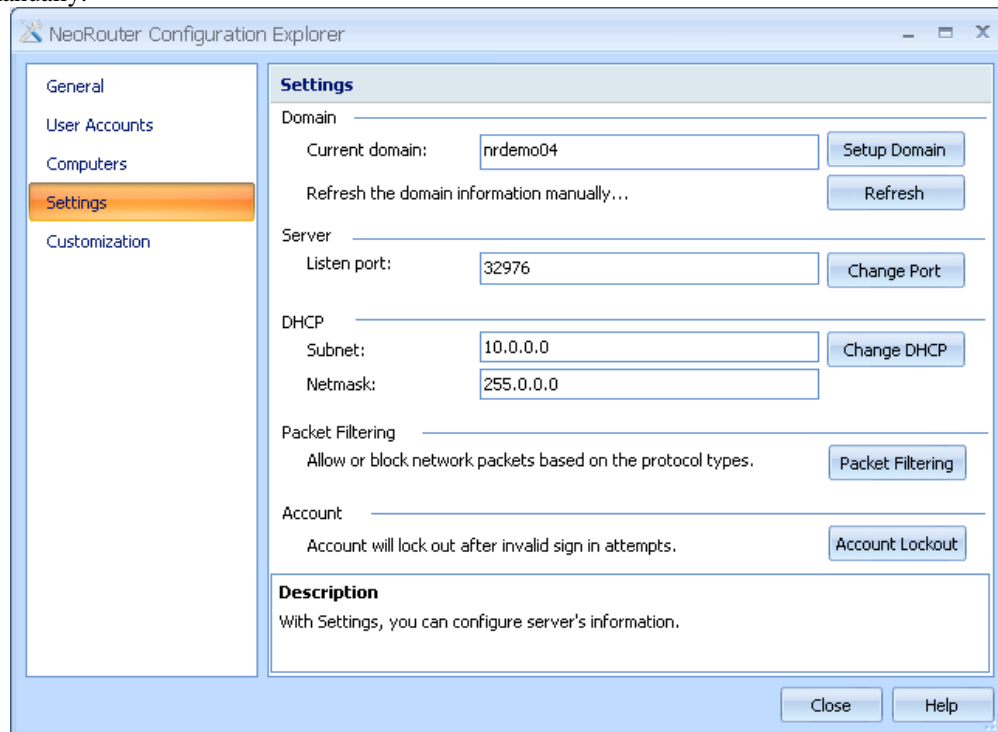 NeoRouter Configuration Explorer
General
User Accounts
Computers
Settings
Customization
Settings
Domain
Current domain: nrdemo04 Setup Domain
Refresh the domain information manually... Refresh
Server
Listen port: 32976 Change Port
DHCP
Subnet: 10.0.0.0 Change DHCP
Netmask: 255.0.0.0
Packet Filtering
Allow or block network packets based on the protocol types. Packet Filtering
Account
Account will lock out after invalid sign in attempts. Account Lockout
Description
With Settings, you can configure server's information.
Close Help